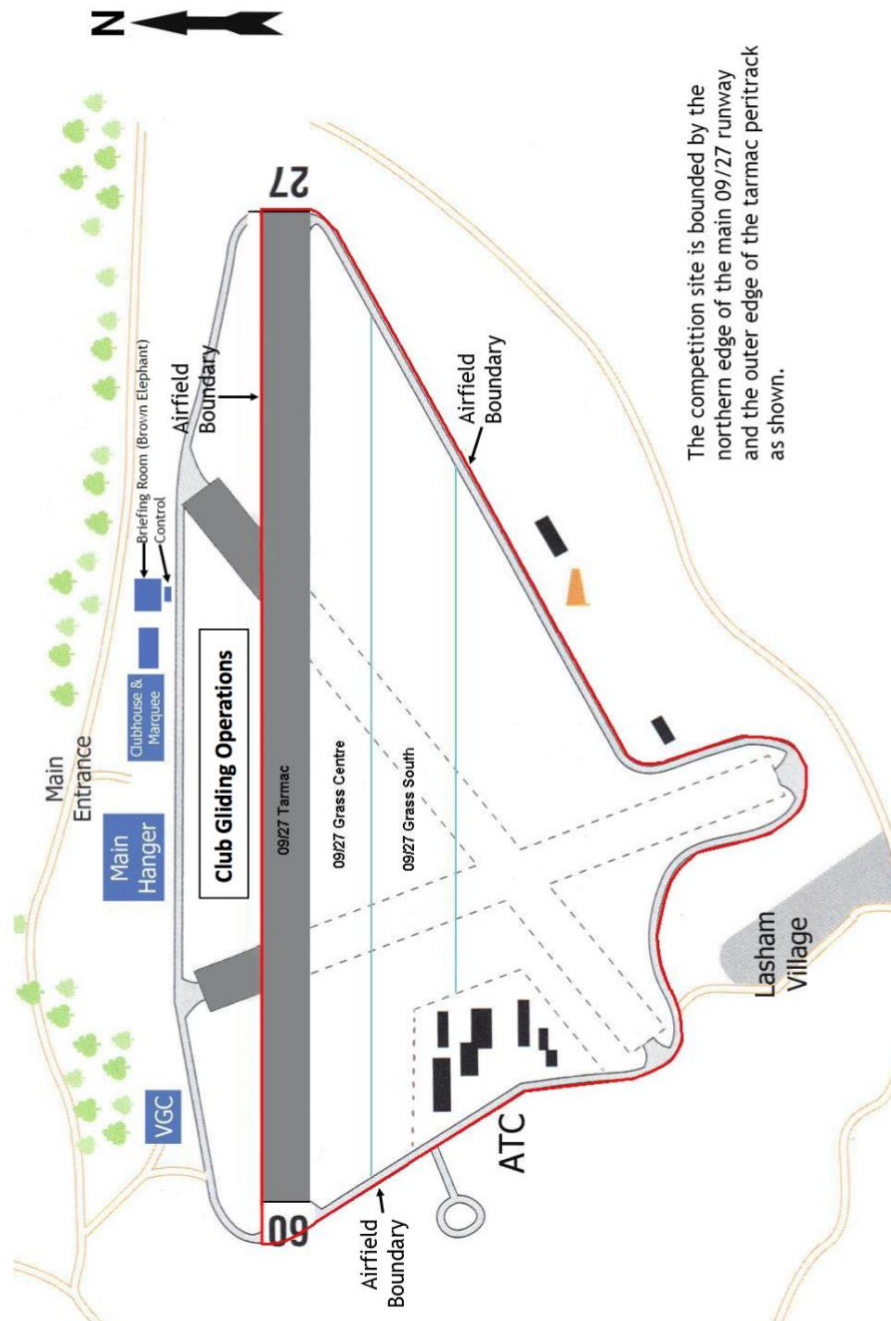 N
Main
Entrance
Briefing Room (Brown Elephant)
Control
Clubhouse &
Marquee
Main
Hanger
VGC
Club Gliding Operations
Airfield
Boundary
09
09/27 Tarmac
27
09/27 Grass Centre
09/27 Grass South
Airfield
Boundary
Airfield
Boundary
ATC
Lasham
Village
The competition site is bounded by the
northern edge of the main 09/27 runway
and the outer edge of the tarmac peritrack
as shown.